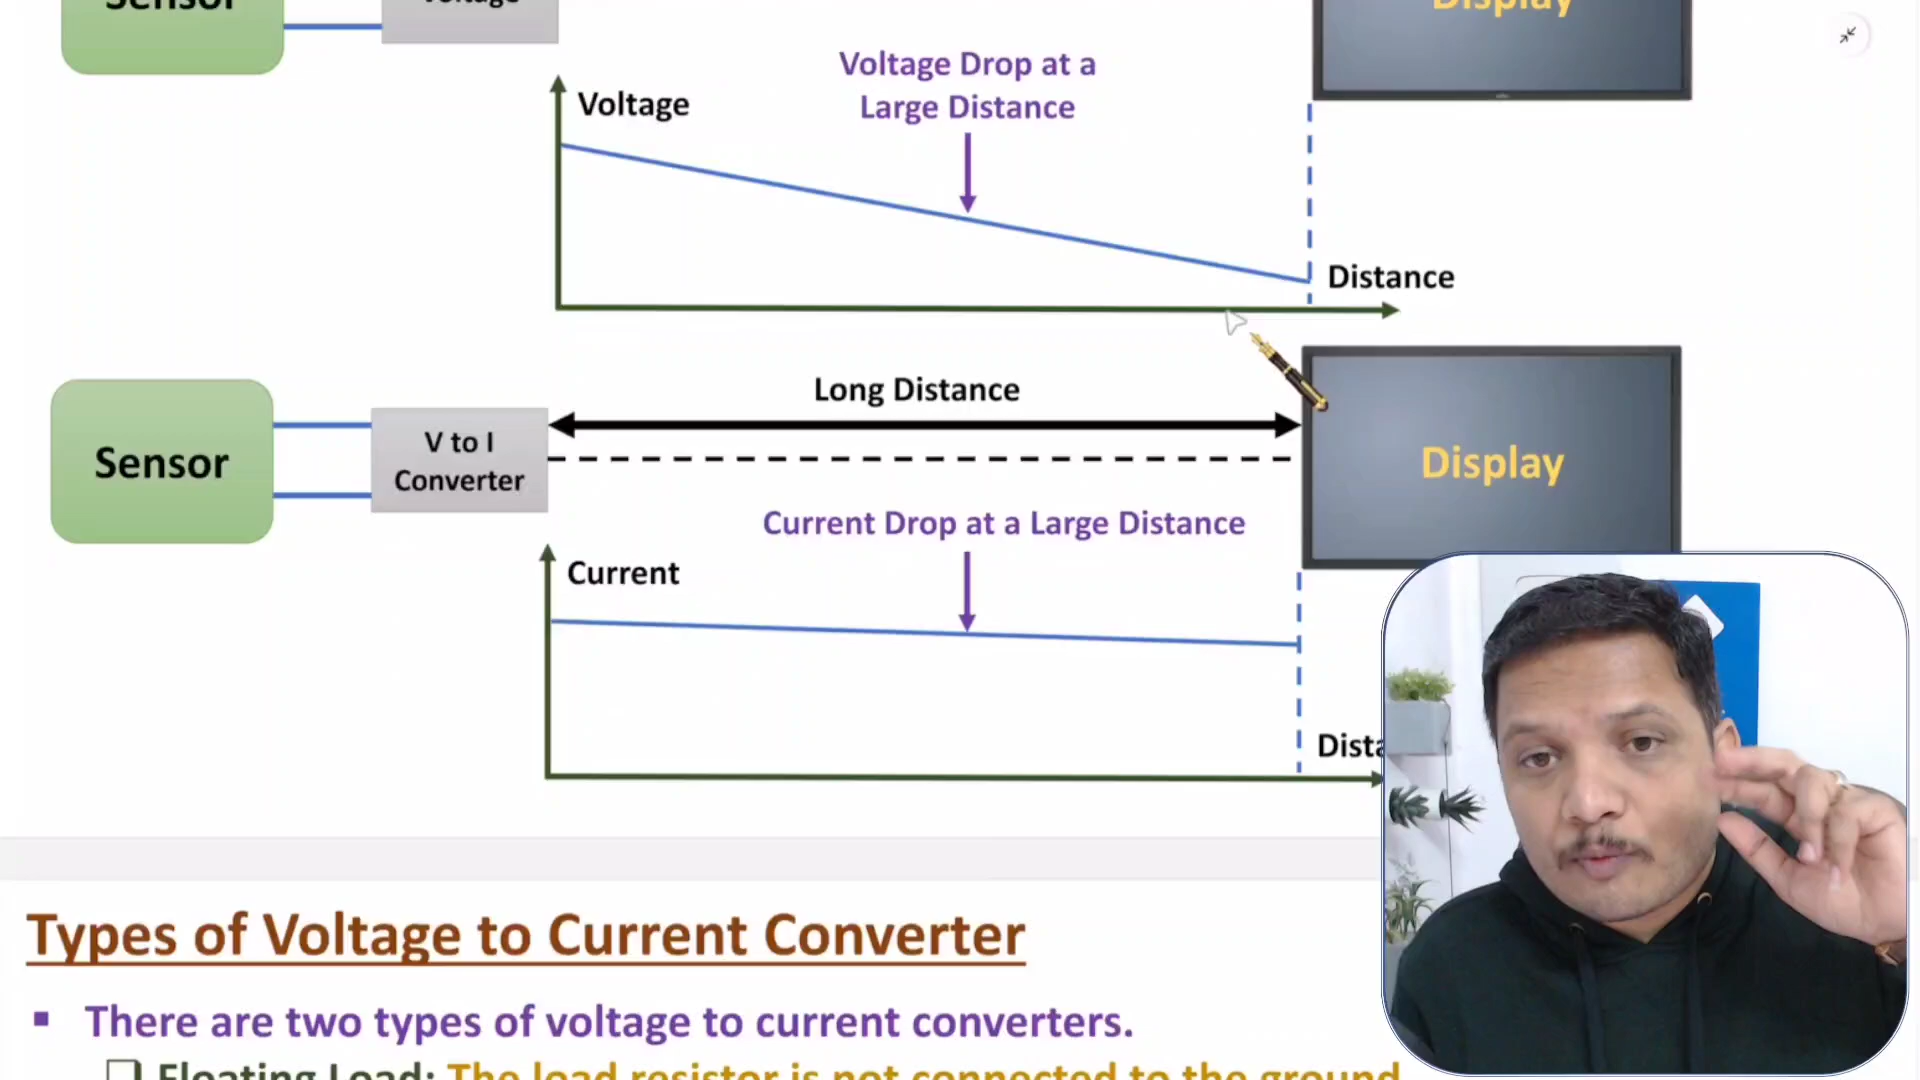 Sensor
Voltage
Display
Voltage Drop at a
Large Distance
Voltage
Distance
Long Distance
Sensor
V to I
Converter
Display
Current Drop at a Large Distance
Current
Dista
Types of Voltage to Current Converter
▪ There are two types of voltage to current converters.
❑ Floating Load: The load resistor is not connected to the ground